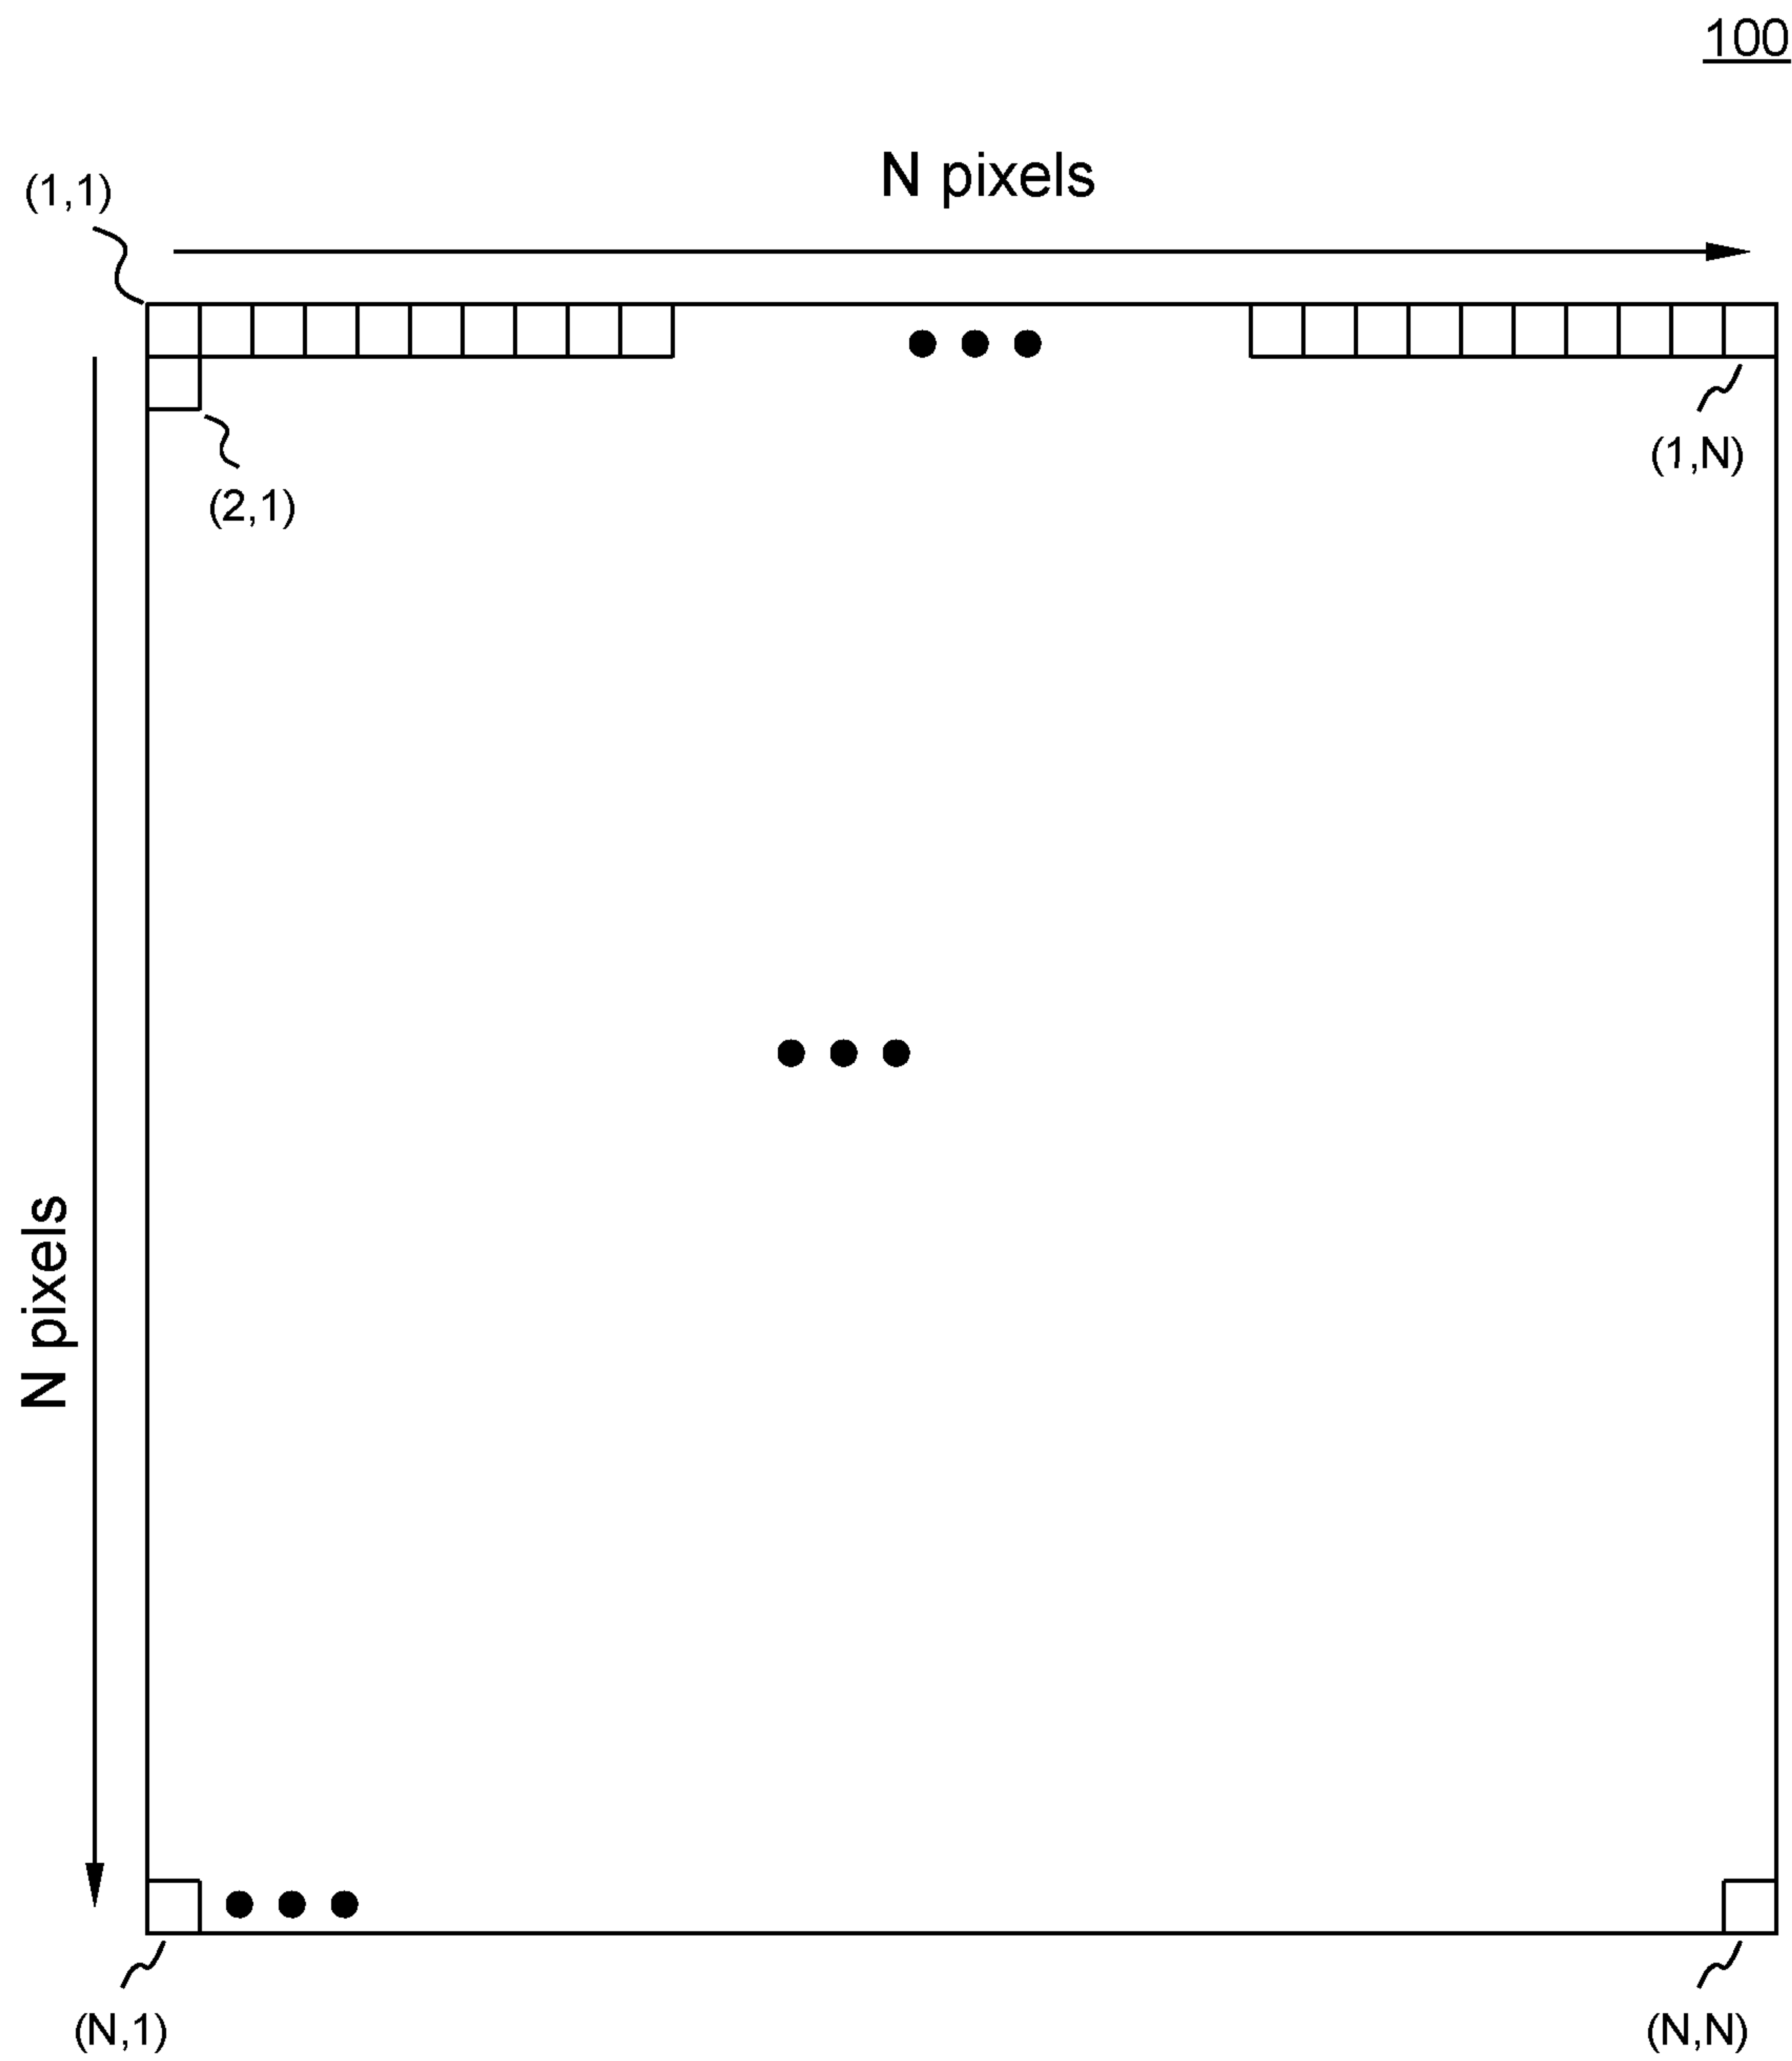 100
N pixels
(1,1)
(1,N)
(2,1)
N pixels
(N,1)
(N,N)